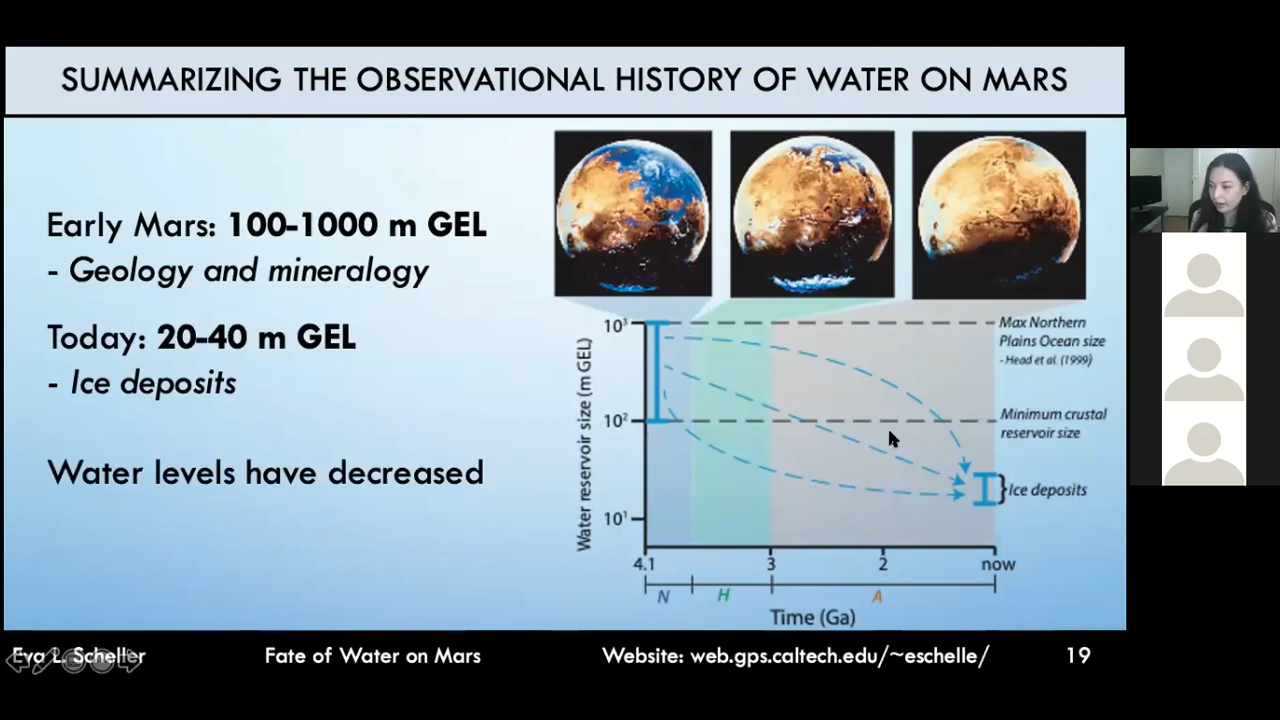 SUMMARIZING THE OBSERVATIONAL HISTORY OF WATER ON MARS
Early Mars: 100-1000 m GEL
- Geology and mineralogy
Today: 20-40 m GEL
- Ice deposits
Water levels have decreased
Water reservoir size (m GEL)
10³
10²
10¹
Max Northern
Plains Ocean size
- Head et al. (1999)
Minimum crustal
reservoir size
Ice deposits
4.1 3 2 now
N H A
Time (Ga)
Eva L. Scheller Fate of Water on Mars Website: web.gps.caltech.edu/~eschelle/ 19